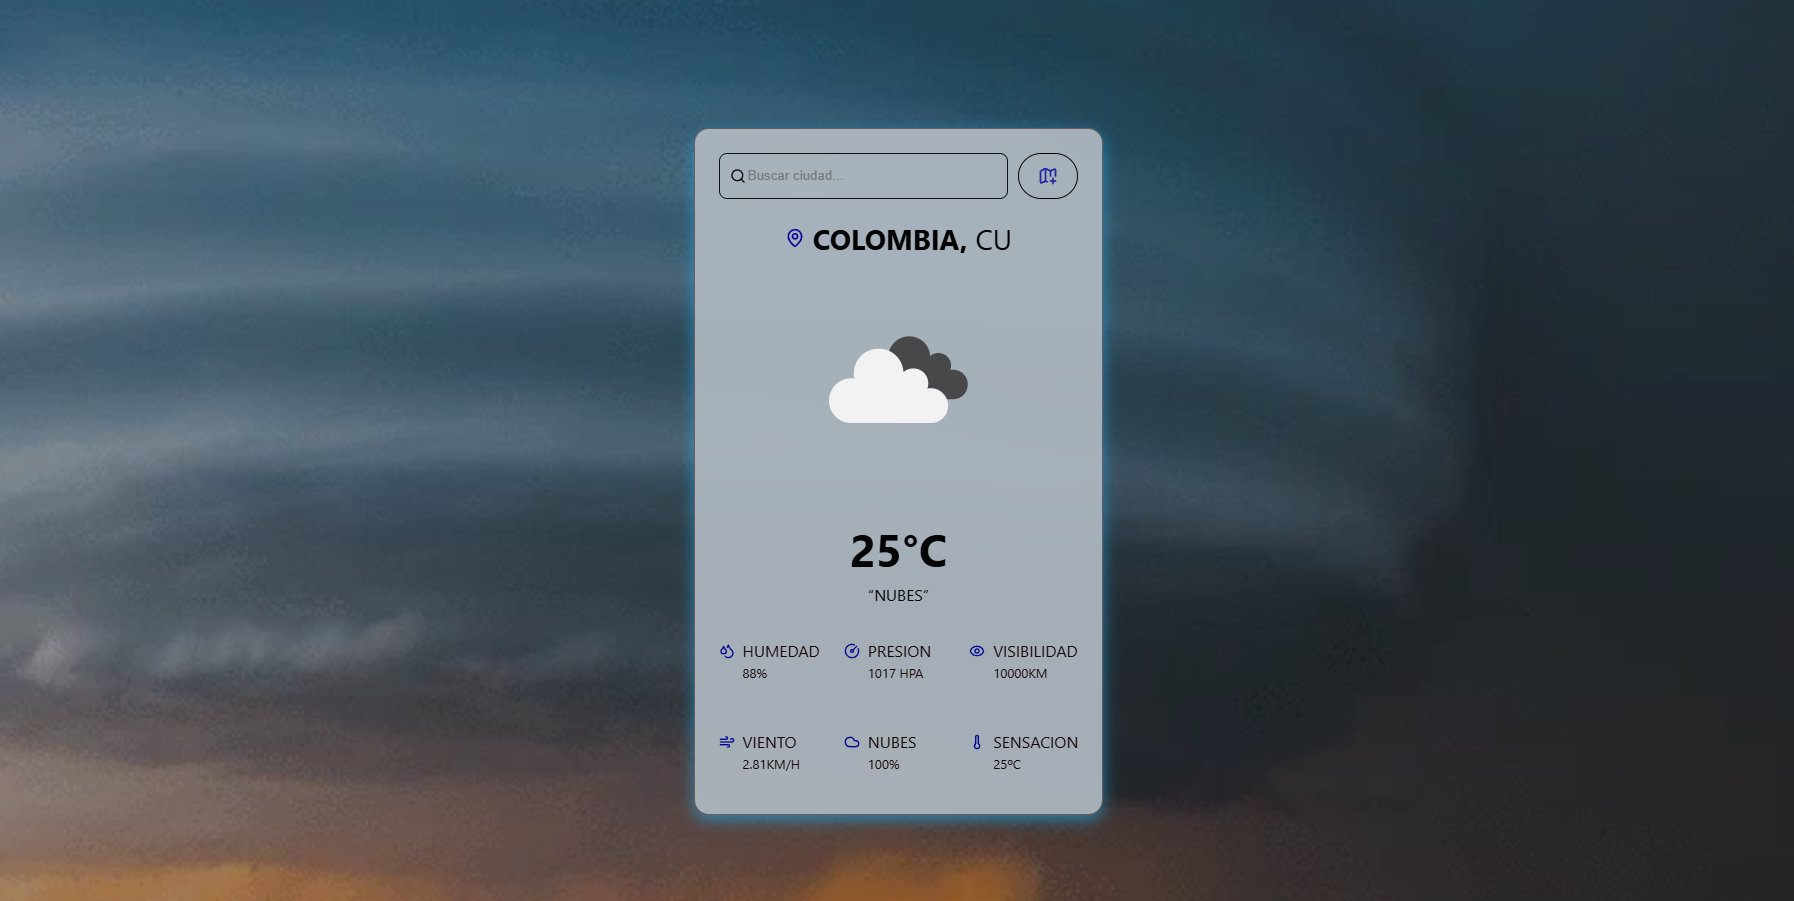 Buscar ciudad...
COLOMBIA, CU
25°C
“NUBES”
HUMEDAD PRESION VISIBILIDAD
88% 1017 HPA 10000KM
VIENTO NUBES SENSACION
2.81KM/H 100% 25ºC